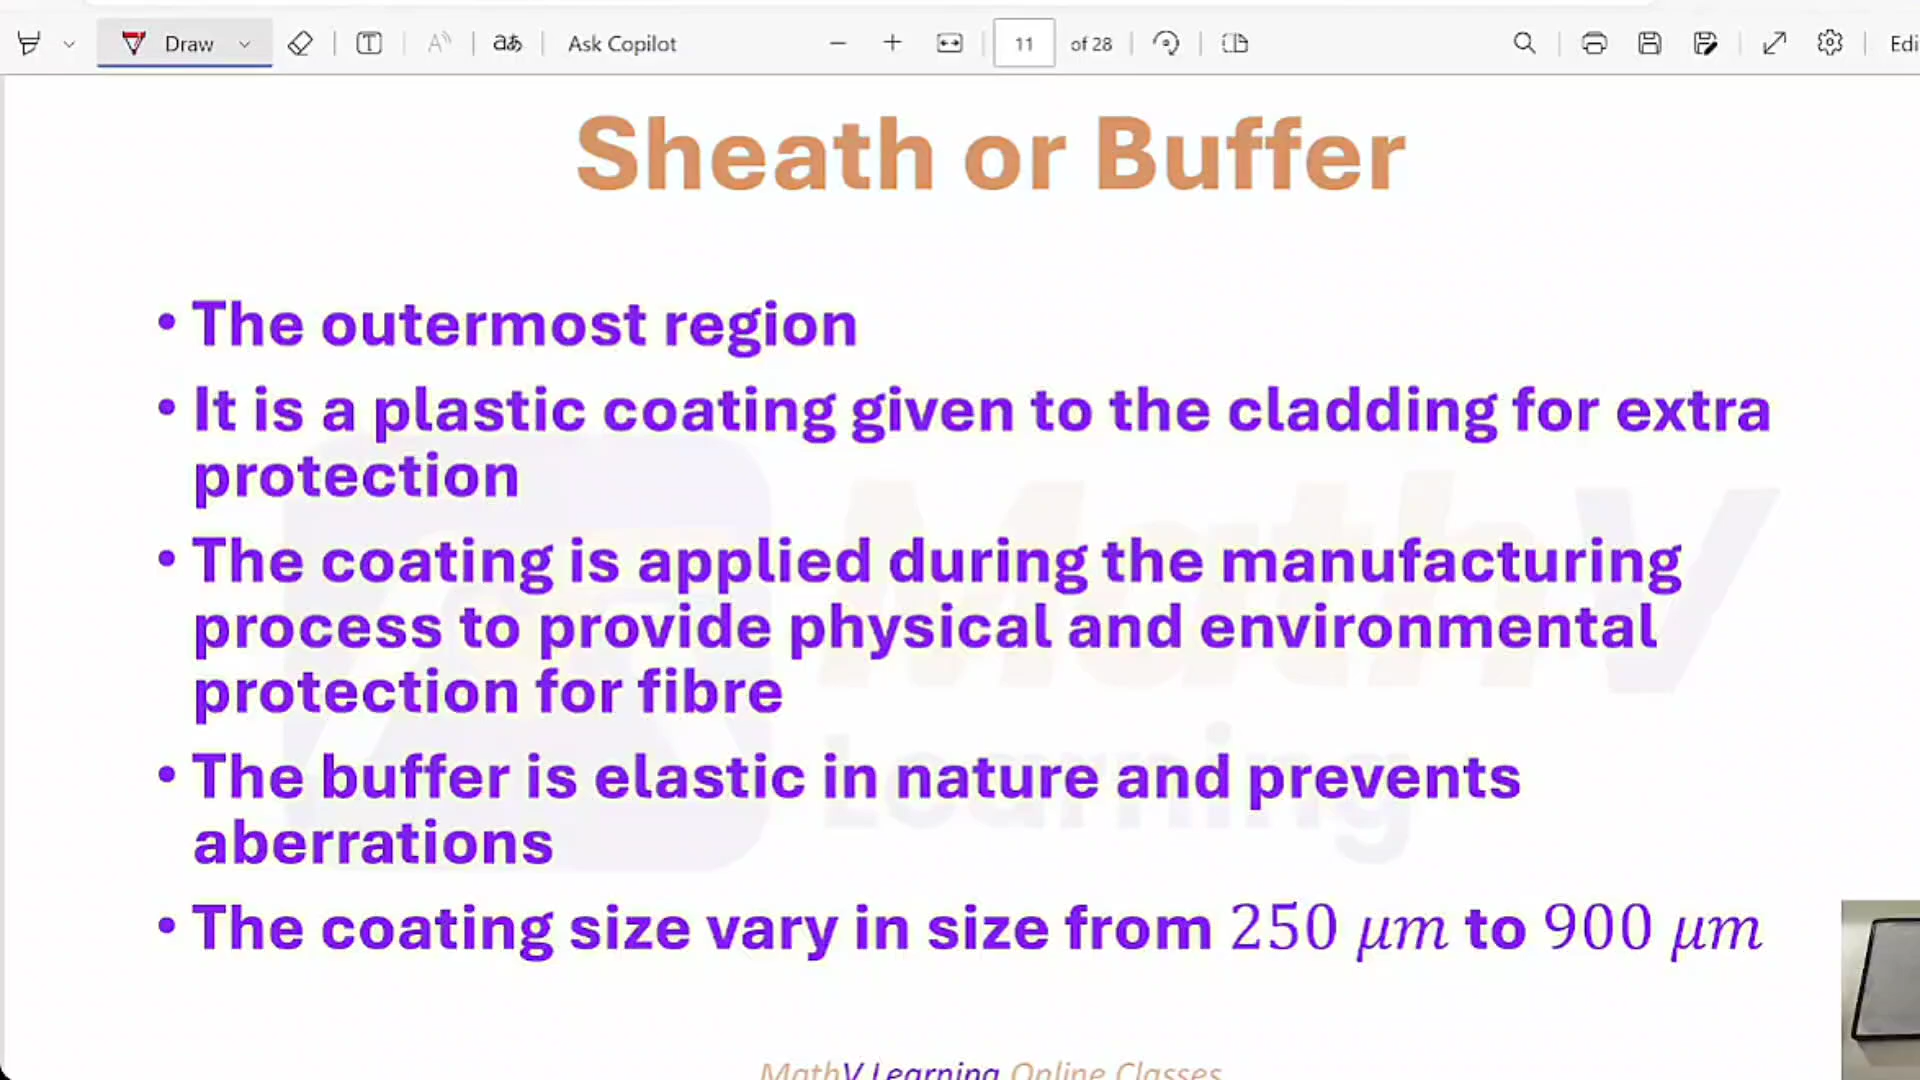 Draw
Ask Copilot
11 of 28
Edi
Sheath or Buffer
• The outermost region
• It is a plastic coating given to the cladding for extra
protection
• The coating is applied during the manufacturing
process to provide physical and environmental
protection for fibre
• The buffer is elastic in nature and prevents
aberrations
• The coating size vary in size from 250 μm to 900 μm
MathV Learning
MathV Learning Online Classes